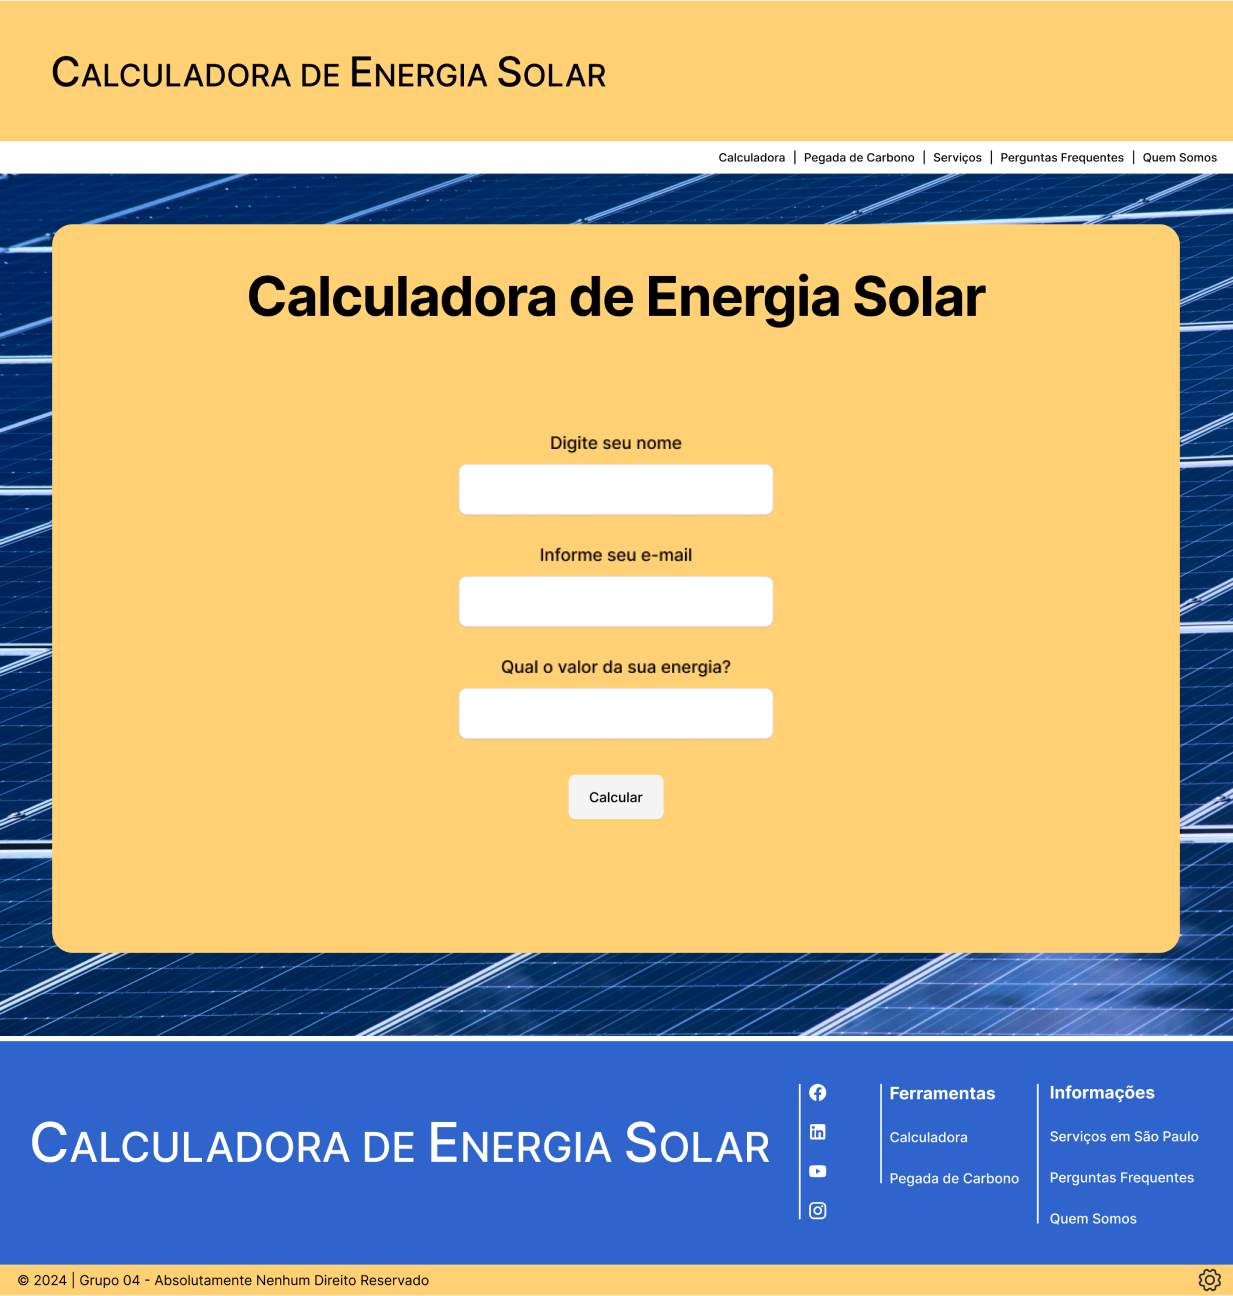 Calculadora de Energia Solar
Calculadora | Pegada de Carbono | Serviços | Perguntas Frequentes | Quem Somos
Calculadora de Energia Solar
Digite seu nome
Informe seu e-mail
Qual o valor da sua energia?
Calcular
Calculadora de Energia Solar
Ferramentas
Calculadora
Pegada de Carbono
Informações
Serviços em São Paulo
Perguntas Frequentes
Quem Somos
© 2024 | Grupo 04 - Absolutamente Nenhum Direito Reservado